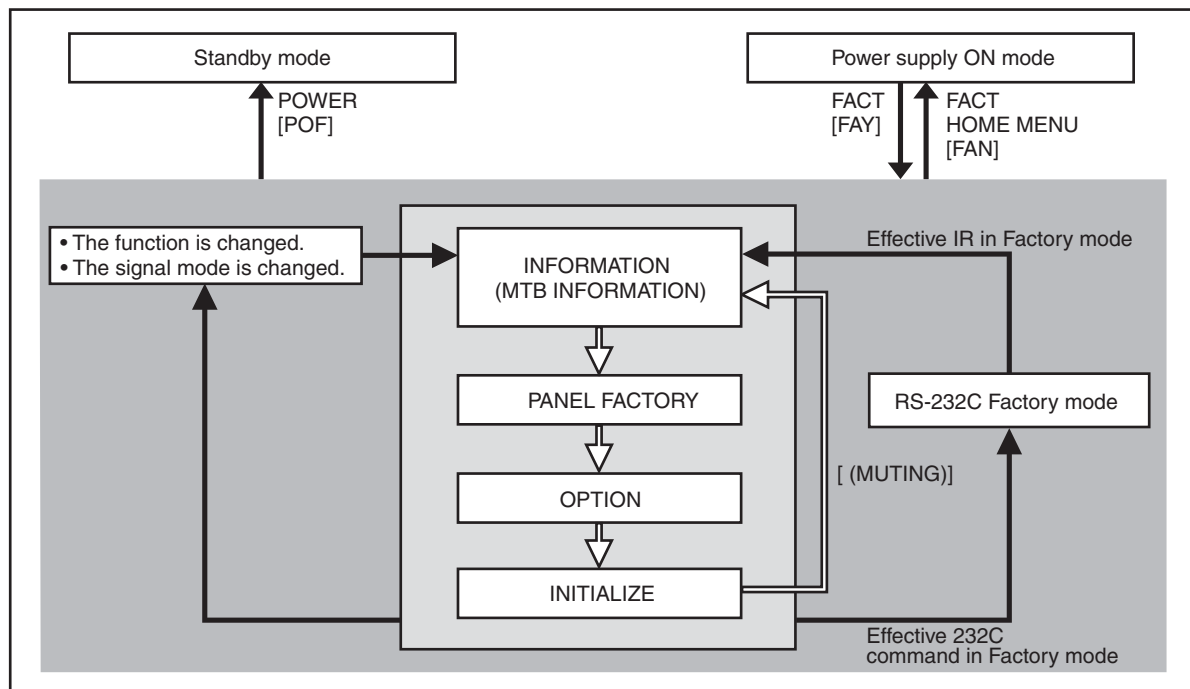 Standby mode
Power supply ON mode
POWER
[POF]
FACT
[FAY]
FACT
HOME MENU
[FAN]
• The function is changed.
• The signal mode is changed.
INFORMATION
(MTB INFORMATION)
Effective IR in Factory mode
PANEL FACTORY
RS-232C Factory mode
[ (MUTING)]
OPTION
INITIALIZE
Effective 232C
command in Factory mode